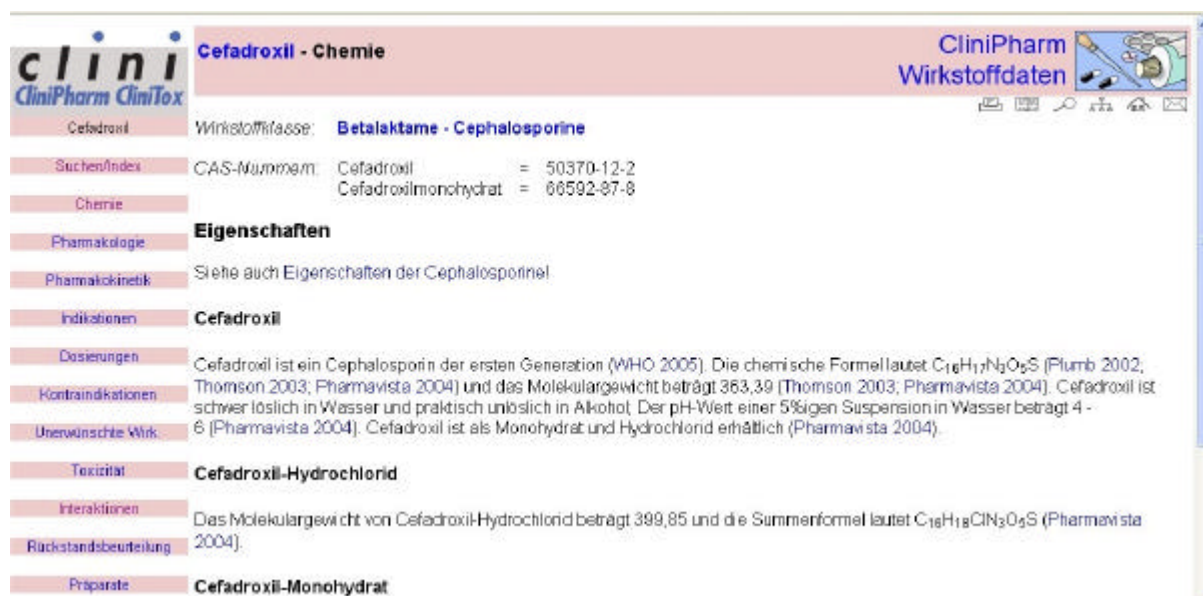 clini
CliniPharm CliniTox
Cefadroxil - Chemie
CliniPharm
Wirkstoffdaten
Cefadroxil
Suchen/Index
Chemie
Pharmakologie
Pharmakokinetik
Indikationen
Dosierungen
Kontraindikationen
Unerwünschte Wirk.
Toxizität
Interaktionen
Rückstandsbeurteilung
Präparate
Wirkstoffklasse: Betalaktame - Cephalosporine
CAS-Nummern: Cefadroxil = 50370-12-2
Cefadroxilmonohydrat = 66592-87-8
Eigenschaften
Siehe auch Eigenschaften der Cephalosporine!
Cefadroxil
Cefadroxil ist ein Cephalosporin der ersten Generation (WHO 2005). Die chemische Formel lautet C₁₆H₁₇N₃O₅S (Plumb 2002;
Thomson 2003; Pharmavista 2004) und das Molekulargewicht beträgt 363,39 (Thomson 2003; Pharmavista 2004). Cefadroxil ist
schwer löslich in Wasser und praktisch unlöslich in Alkohol; Der pH-Wert einer 5%igen Suspension in Wasser beträgt 4 -
6 (Pharmavista 2004). Cefadroxil ist als Monohydrat und Hydrochlorid erhältlich (Pharmavista 2004).
Cefadroxil-Hydrochlorid
Das Molekulargewicht von Cefadroxil-Hydrochlorid beträgt 399,85 und die Summenformel lautet C₁₆H₁₈ClN₃O₅S (Pharmavista
2004).
Cefadroxil-Monohydrat